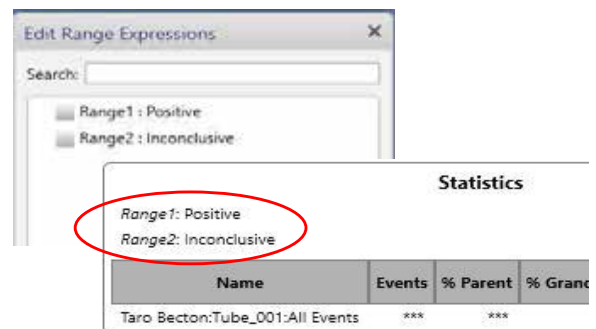 Edit Range Expressions
Search:
Range1 : Positive
Range2 : Inconclusive
Statistics
Range1: Positive
Range2: Inconclusive
Name Events % Parent % Grand
Taro Becton:Tube_001:All Events *** ***